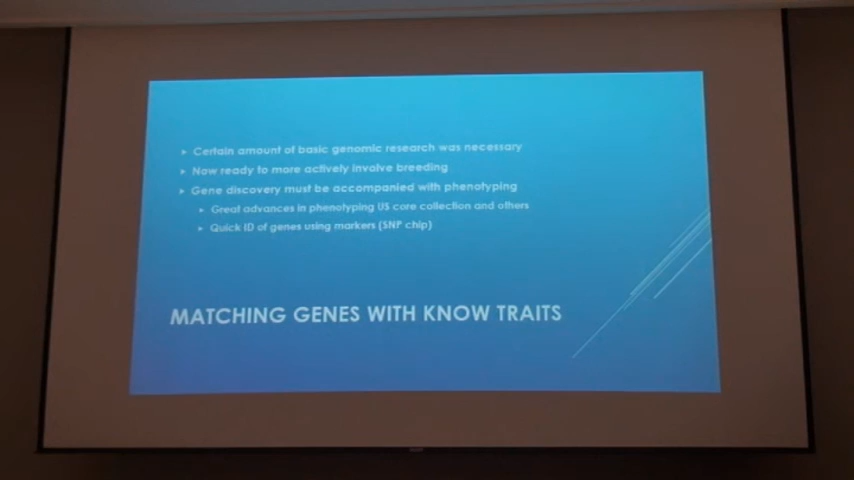 Certain amount of basic genomic research was necessary
Now ready to more actively involve breeding
Gene discovery must be accompanied with phenotyping
Great advances in phenotyping US core collection and others
Quick ID of genes using markers (SNP chip)
MATCHING GENES WITH KNOW TRAITS